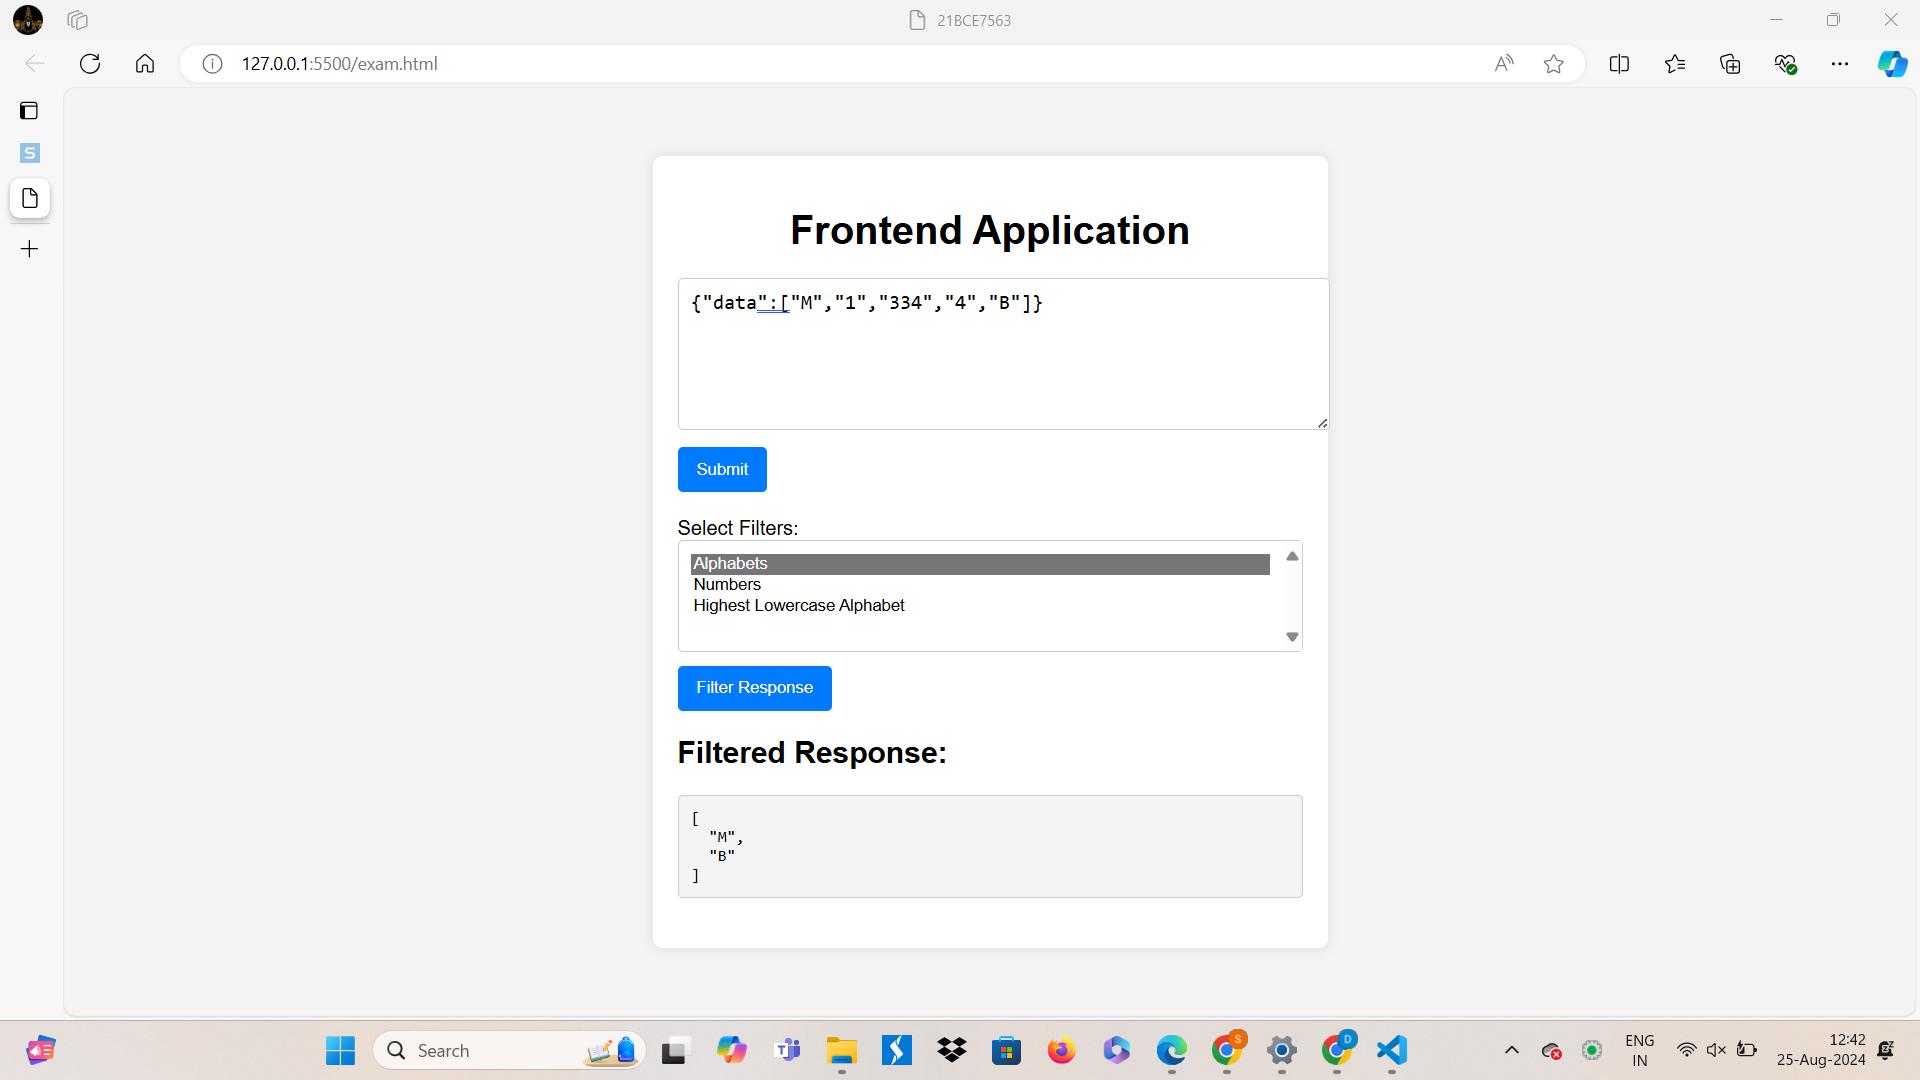 21BCE7563
127.0.0.1:5500/exam.html
Frontend Application
{"data":["M","1","334","4","B"]}
Submit
Select Filters:
Alphabets
Numbers
Highest Lowercase Alphabet
Filter Response
Filtered Response:
[
"M",
"B"
]
Search
S
D
ENG
IN
12:42
25-Aug-2024